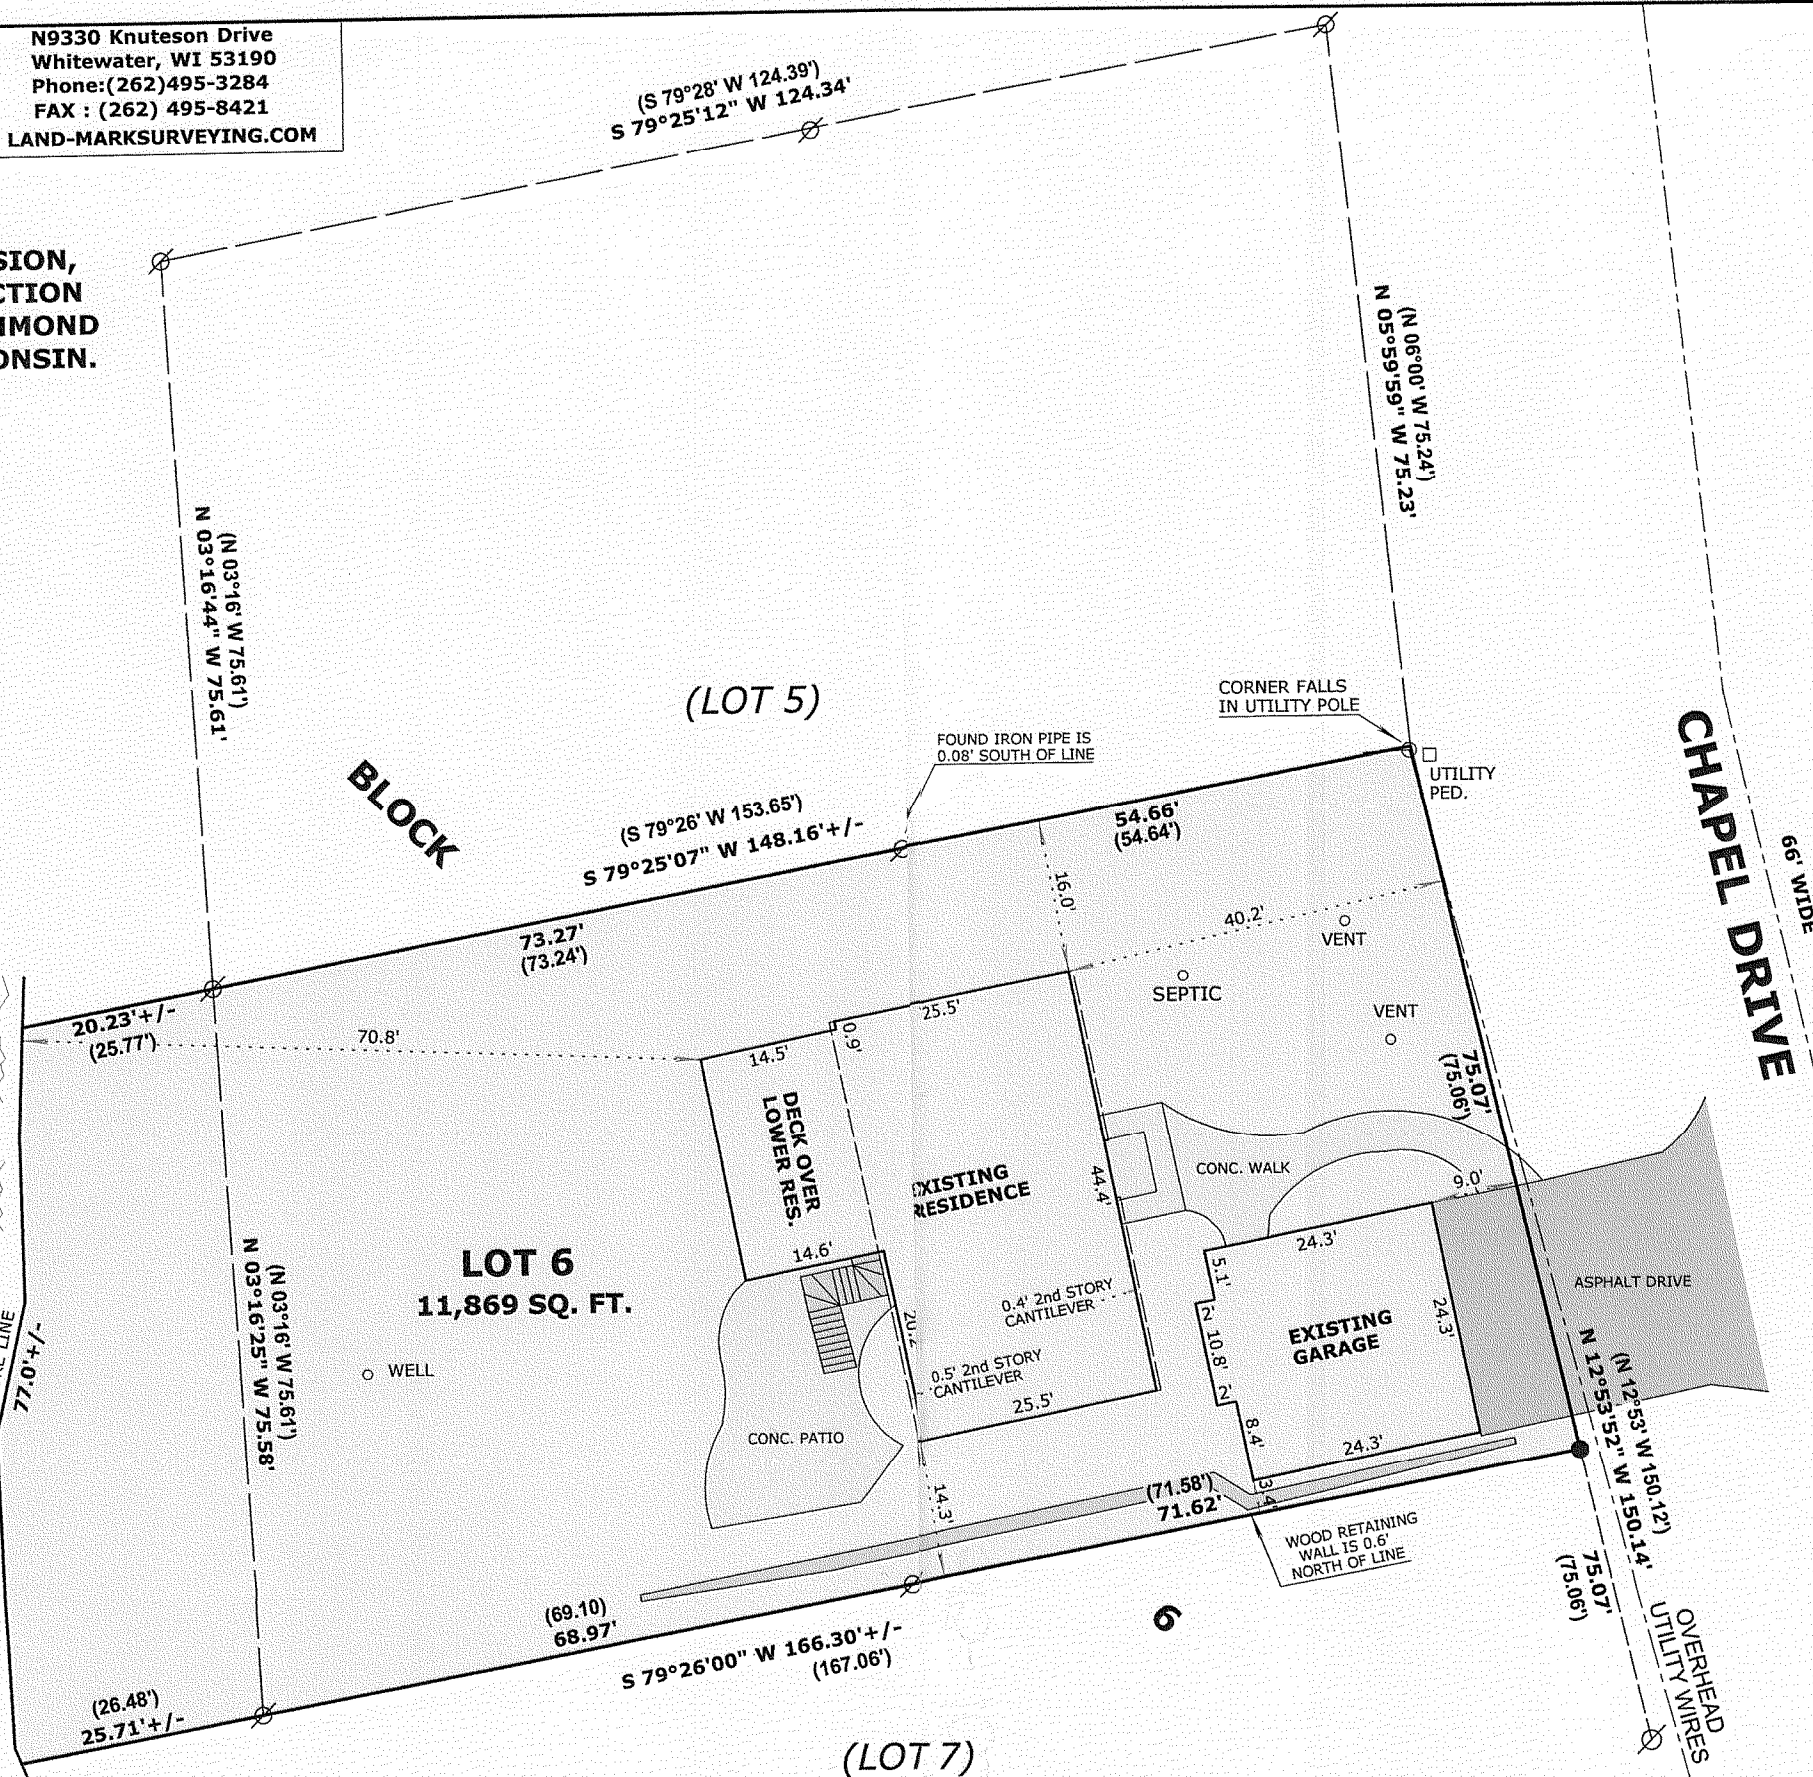 N9330 Knuteson Drive
Whitewater, WI 53190
Phone:(262)495-3284
FAX : (262) 495-8421
LAND-MARKSURVEYING.COM
SION,
CTION
MOND
ONSIN.
(S 79°28' W 124.39')
S 79°25'12" W 124.34'
(N 06°00' W 75.24')
N 05°59'59" W 75.23'
(N 03°16' W 75.61')
N 03°16'44" W 75.61'
(LOT 5)
CORNER FALLS
IN UTILITY POLE
FOUND IRON PIPE IS
0.08' SOUTH OF LINE
UTILITY
PED.
CHAPEL DRIVE
66' WIDE
BLOCK
(S 79°26' W 153.65')
S 79°25'07" W 148.16'+/-
54.66'
(54.64')
16.0'
40.2'
VENT
SEPTIC
VENT
73.27'
(73.24')
20.23'+/-
(25.77')
70.8'
14.5'
0.9'
25.5'
75.07'
(75.06')
DECK OVER
LOWER RES.
EXISTING
RESIDENCE
44.4'
CONC. WALK
9.0'
14.6'
24.3'
LOT 6
11,869 SQ. FT.
5.1'
2'
10.8'
2'
8.4'
EXISTING
GARAGE
24.3'
ASPHALT DRIVE
0.4' 2nd STORY
CANTILEVER
20.2
0.5' 2nd STORY
CANTILEVER
25.5'
WELL
CONC. PATIO
24.3'
3.4'
14.3'
(71.58')
71.62'
WOOD RETAINING
WALL IS 0.6'
NORTH OF LINE
(N 03°16' W 75.61')
N 03°16'25" W 75.58'
LINE
77.0'+/-
(N 12°53' W 150.12')
N 12°53'52" W 150.14'
75.07'
(75.06')
OVERHEAD
UTILITY WIRES
(69.10)
68.97'
S 79°26'00" W 166.30'+/-
(167.06')
6
(26.48')
25.71'+/-
(LOT 7)